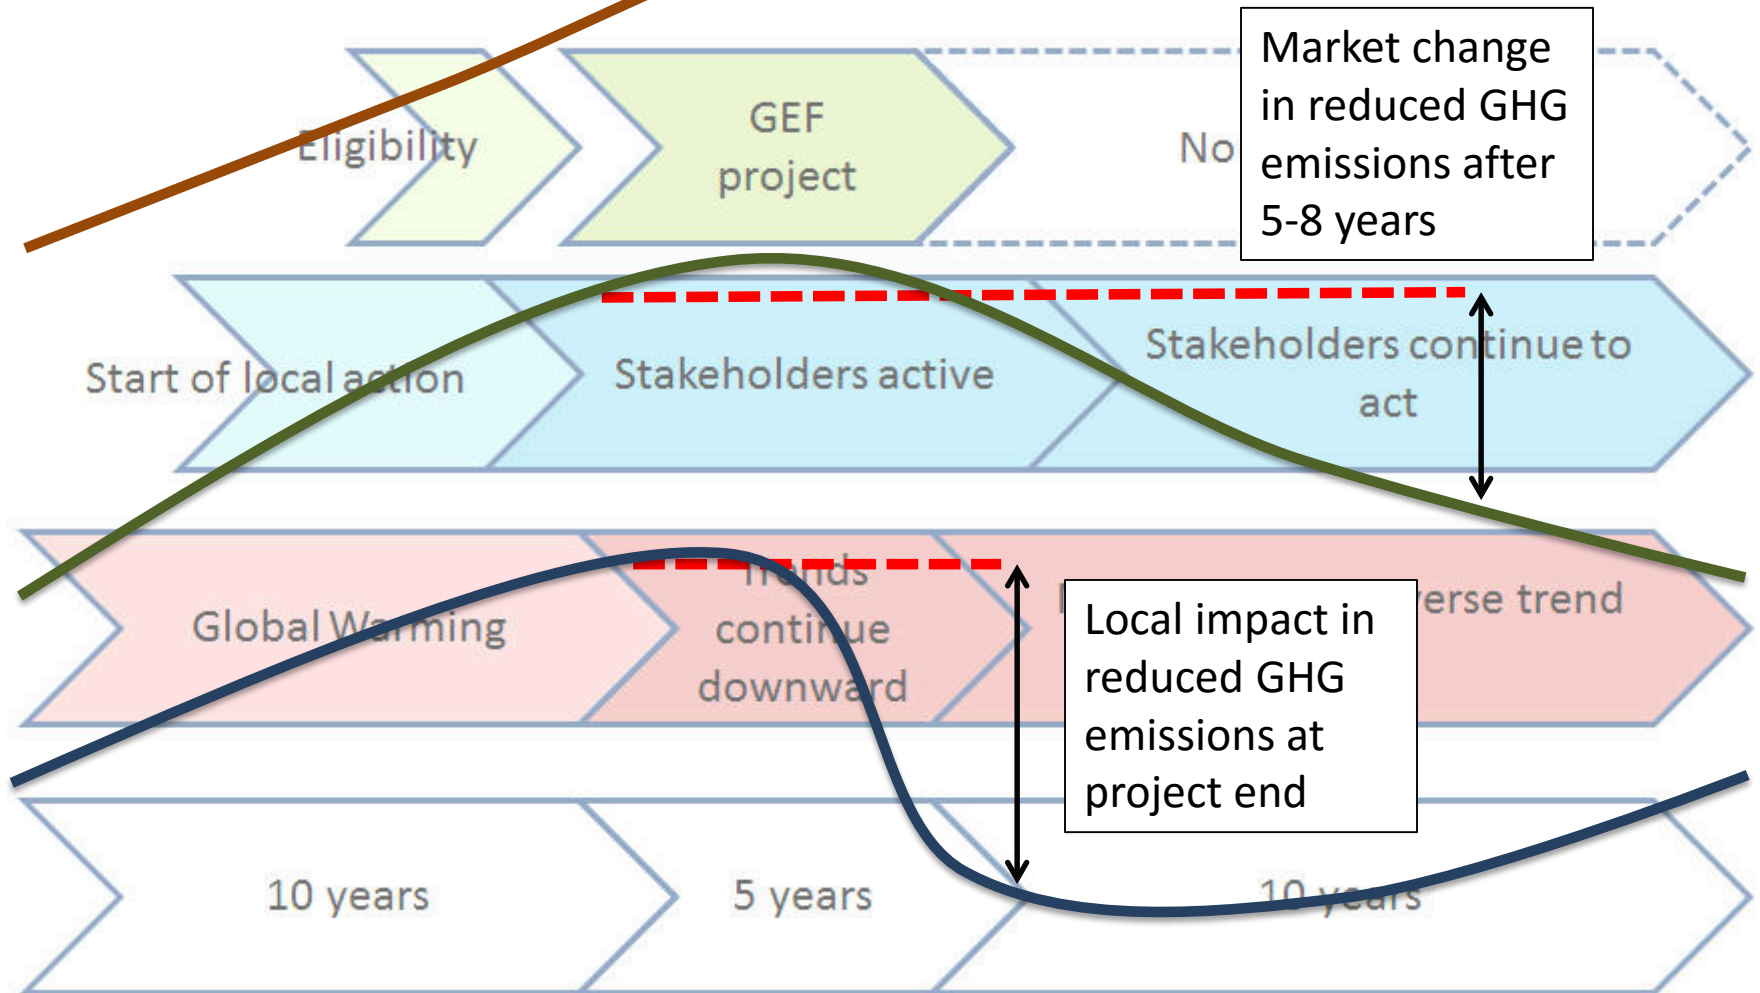 Market change
in reduced GHG
emissions after
5-8 years
Eligibility
GEF
project
No
Start of local action
Stakeholders active
Stakeholders continue to
act
Global Warming
Trends
continue
downward
verse trend
Local impact in
reduced GHG
emissions at
project end
10 years
5 years
10 years